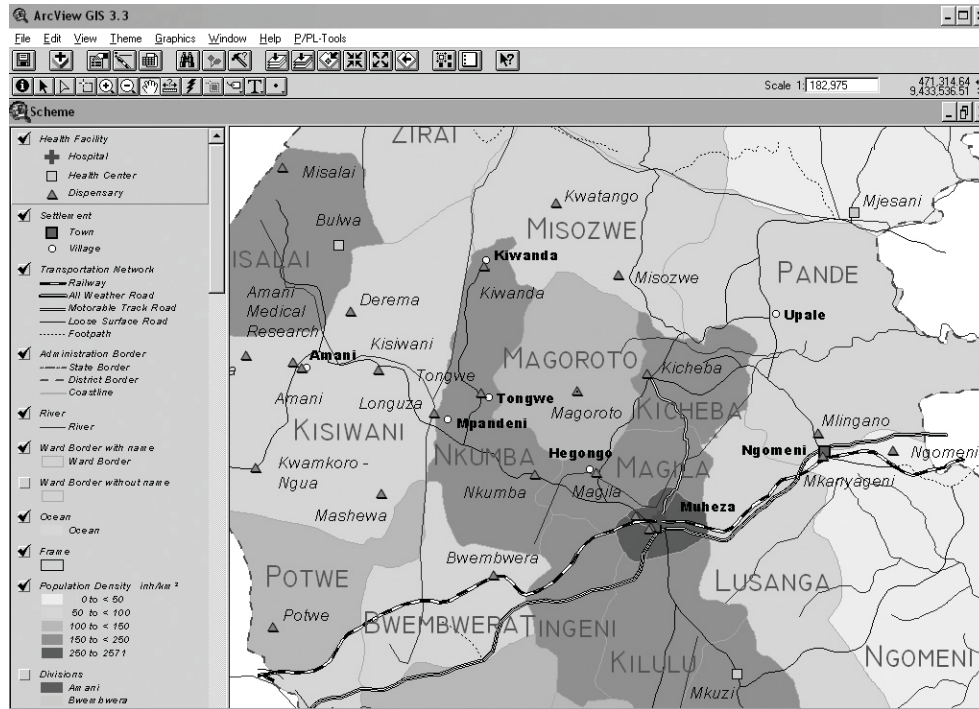 ArcView GIS 3.3
File Edit View Theme Graphics Window Help P/PL-Tools
Scale 1: 182,975
471,314.64
9,433,536.51
Scheme
Health Facility
Hospital
Health Center
Dispensary
Settlement
Town
Village
Transportation Network
Railway
All Weather Road
Motorable Track Road
Loose Surface Road
Footpath
Administration Border
State Border
District Border
Coastline
River
River
Ward Border with name
Ward Border
Ward Border without name
Ocean
Ocean
Frame
Population Density inh/km²
0 to < 50
50 to < 100
100 to < 150
150 to < 250
250 to 2571
Divisions
Amani
Bwembwera
ZIRAI
Misalai
Kwatango
Mjesani
Bulwa
MISOZWE
ISALAI
Kiwanda
Kiwanda
Misozwe
PANDE
Amani
Medical
Research
Derema
Upale
Kisiwani
MAGOROTO
Amani
Kicheba
a
Tongwe
Amani
Longuza
Tongwe
Magoroto
KICHEBA
Mpandeni
Mlingano
KISIWANI
Hegongo
Ngomeni
Ngomeni
NKUMBA
MAGILA
Kwamkoro -
Ngua
Nkumba
Magila
Mkanyageni
Mashewa
Muheza
Bwembwera
POTWE
LUSANGA
Potwe
BWEMBWERA
TINGENI
KILULU
NGOMENI
Mkuzi